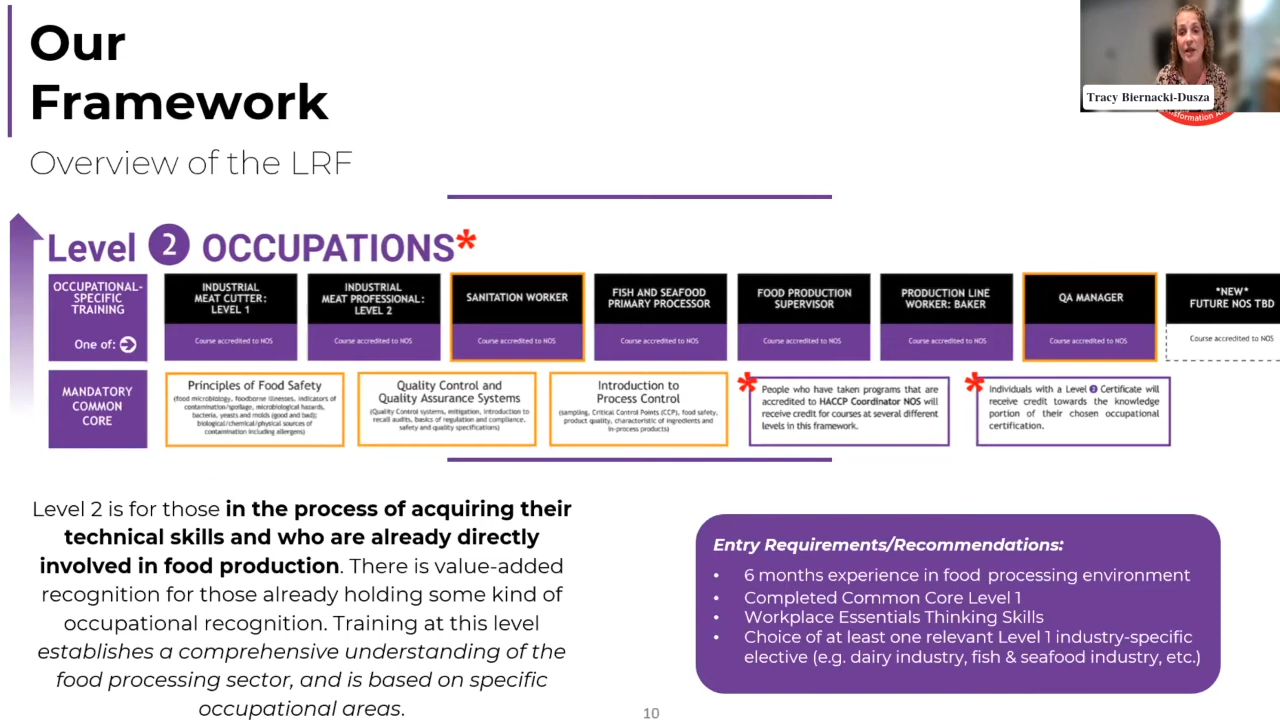 Our
Framework
Overview of the LRF
Tracy Biernacki-Dusza
Level 2 OCCUPATIONS*
OCCUPATIONAL-
SPECIFIC
TRAINING
One of:
INDUSTRIAL
MEAT CUTTER:
LEVEL 1
Course accredited to NOS
INDUSTRIAL
MEAT PROFESSIONAL:
LEVEL 2
Course accredited to NOS
SANITATION WORKER
Course accredited to NOS
FISH AND SEAFOOD
PRIMARY PROCESSOR
Course accredited to NOS
FOOD PRODUCTION
SUPERVISOR
Course accredited to NOS
PRODUCTION LINE
WORKER: BAKER
Course accredited to NOS
QA MANAGER
Course accredited to NOS
*NEW*
FUTURE NOS TBD
Course accredited to NOS
MANDATORY
COMMON
CORE
Principles of Food Safety
(food microbiology, foodborne illnesses, indicators of
contamination/spoilage, microbiological hazards,
bacteria, yeasts and molds (good and bad);
biological/chemical/physical sources of
contamination including allergens)
Quality Control and
Quality Assurance Systems
(Quality Control systems, mitigation, introduction to
recall audits, basics of regulation and compliance,
safety and quality specifications)
Introduction to
Process Control
(sampling, Critical Control Points (CCP), food safety,
product quality, characteristic of ingredients and
in-process products)
* People who have taken programs that are
accredited to HACCP Coordinator NOS will
receive credit for courses at several different
levels in this framework.
* Individuals with a Level 2 Certificate will
receive credit towards the knowledge
portion of their chosen occupational
certification.
Level 2 is for those in the process of acquiring their
technical skills and who are already directly
involved in food production. There is value-added
recognition for those already holding some kind of
occupational recognition. Training at this level
establishes a comprehensive understanding of the
food processing sector, and is based on specific
occupational areas.
Entry Requirements/Recommendations:
• 6 months experience in food processing environment
• Completed Common Core Level 1
• Workplace Essentials Thinking Skills
• Choice of at least one relevant Level 1 industry-specific
elective (e.g. dairy industry, fish & seafood industry, etc.)
10